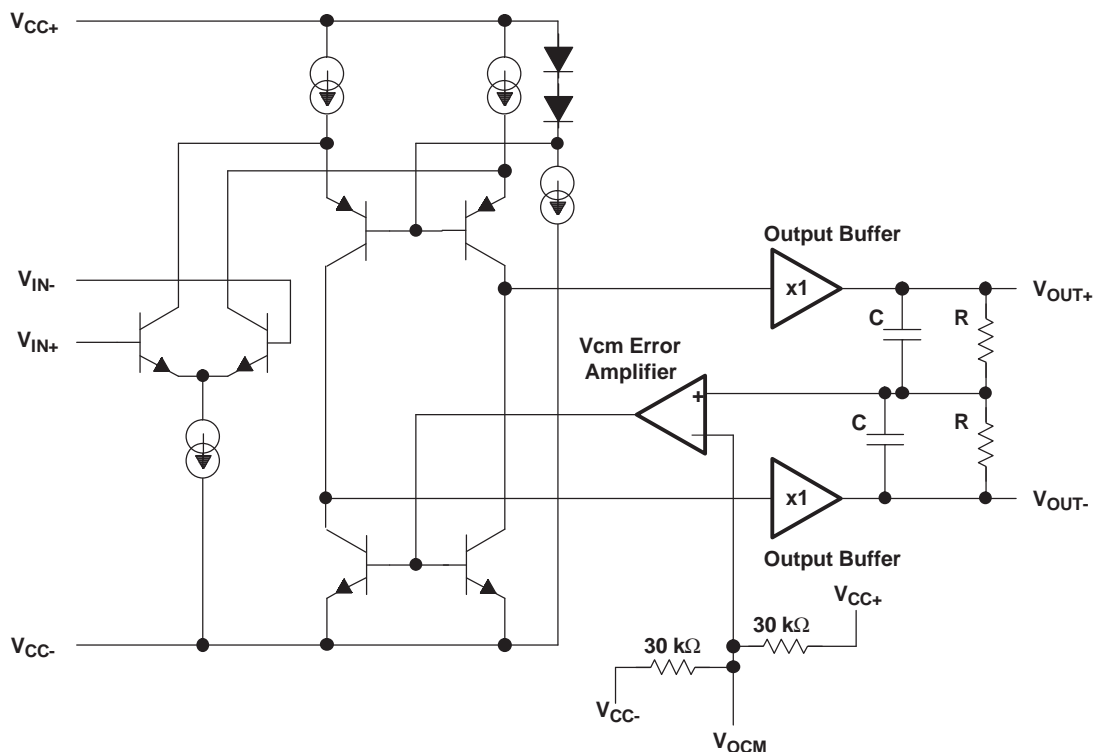 VCC+
Output Buffer
VIN-
x1
VOUT+
C
R
VIN+
Vcm Error
Amplifier
+
C
R
x1
VOUT-
Output Buffer
VCC+
VCC-
30 kΩ
30 kΩ
VCC-
VOCM